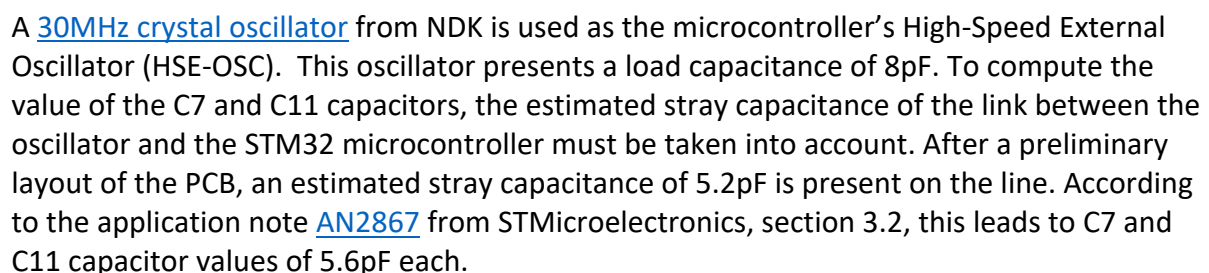 A 30MHz crystal oscillator from NDK is used as the microcontroller’s High-Speed External
Oscillator (HSE-OSC).  This oscillator presents a load capacitance of 8pF. To compute the
value of the C7 and C11 capacitors, the estimated stray capacitance of the link between the
oscillator and the STM32 microcontroller must be taken into account. After a preliminary
layout of the PCB, an estimated stray capacitance of 5.2pF is present on the line. According
to the application note AN2867 from STMicroelectronics, section 3.2, this leads to C7 and
C11 capacitor values of 5.6pF each.